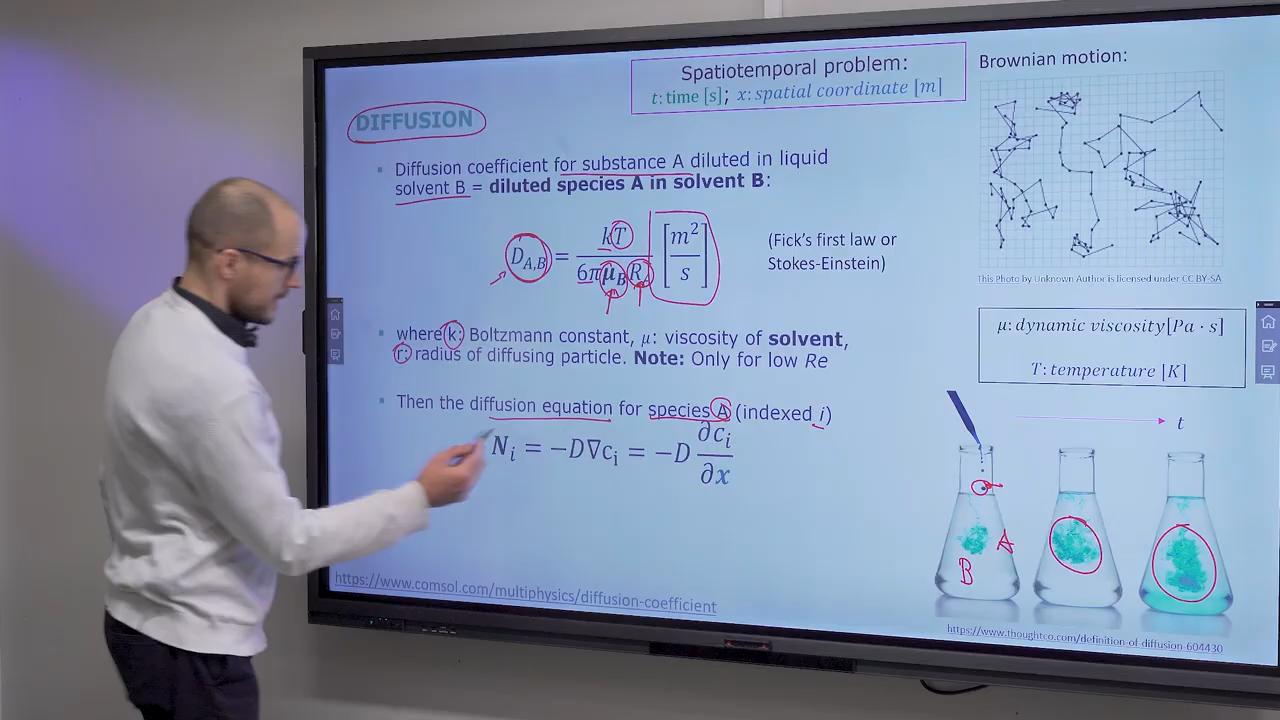 Spatiotemporal problem:
t: time [s]; x: spatial coordinate [m]
Brownian motion:
DIFFUSION
Diffusion coefficient for substance A diluted in liquid
solvent B = diluted species A in solvent B:
D_{A,B} = kT / 6πμ_B R [m² / s]
(Fick's first law or
Stokes-Einstein)
This Photo by Unknown Author is licensed under CC BY-SA
where k: Boltzmann constant, μ: viscosity of solvent,
r: radius of diffusing particle. Note: Only for low Re
μ: dynamic viscosity[Pa · s]
T: temperature [K]
Then the diffusion equation for species A (indexed i)
N_i = −D∇c_i = −D ∂c_i / ∂x
t
A
B
https://www.comsol.com/multiphysics/diffusion-coefficient
https://www.thoughtco.com/definition-of-diffusion-604430